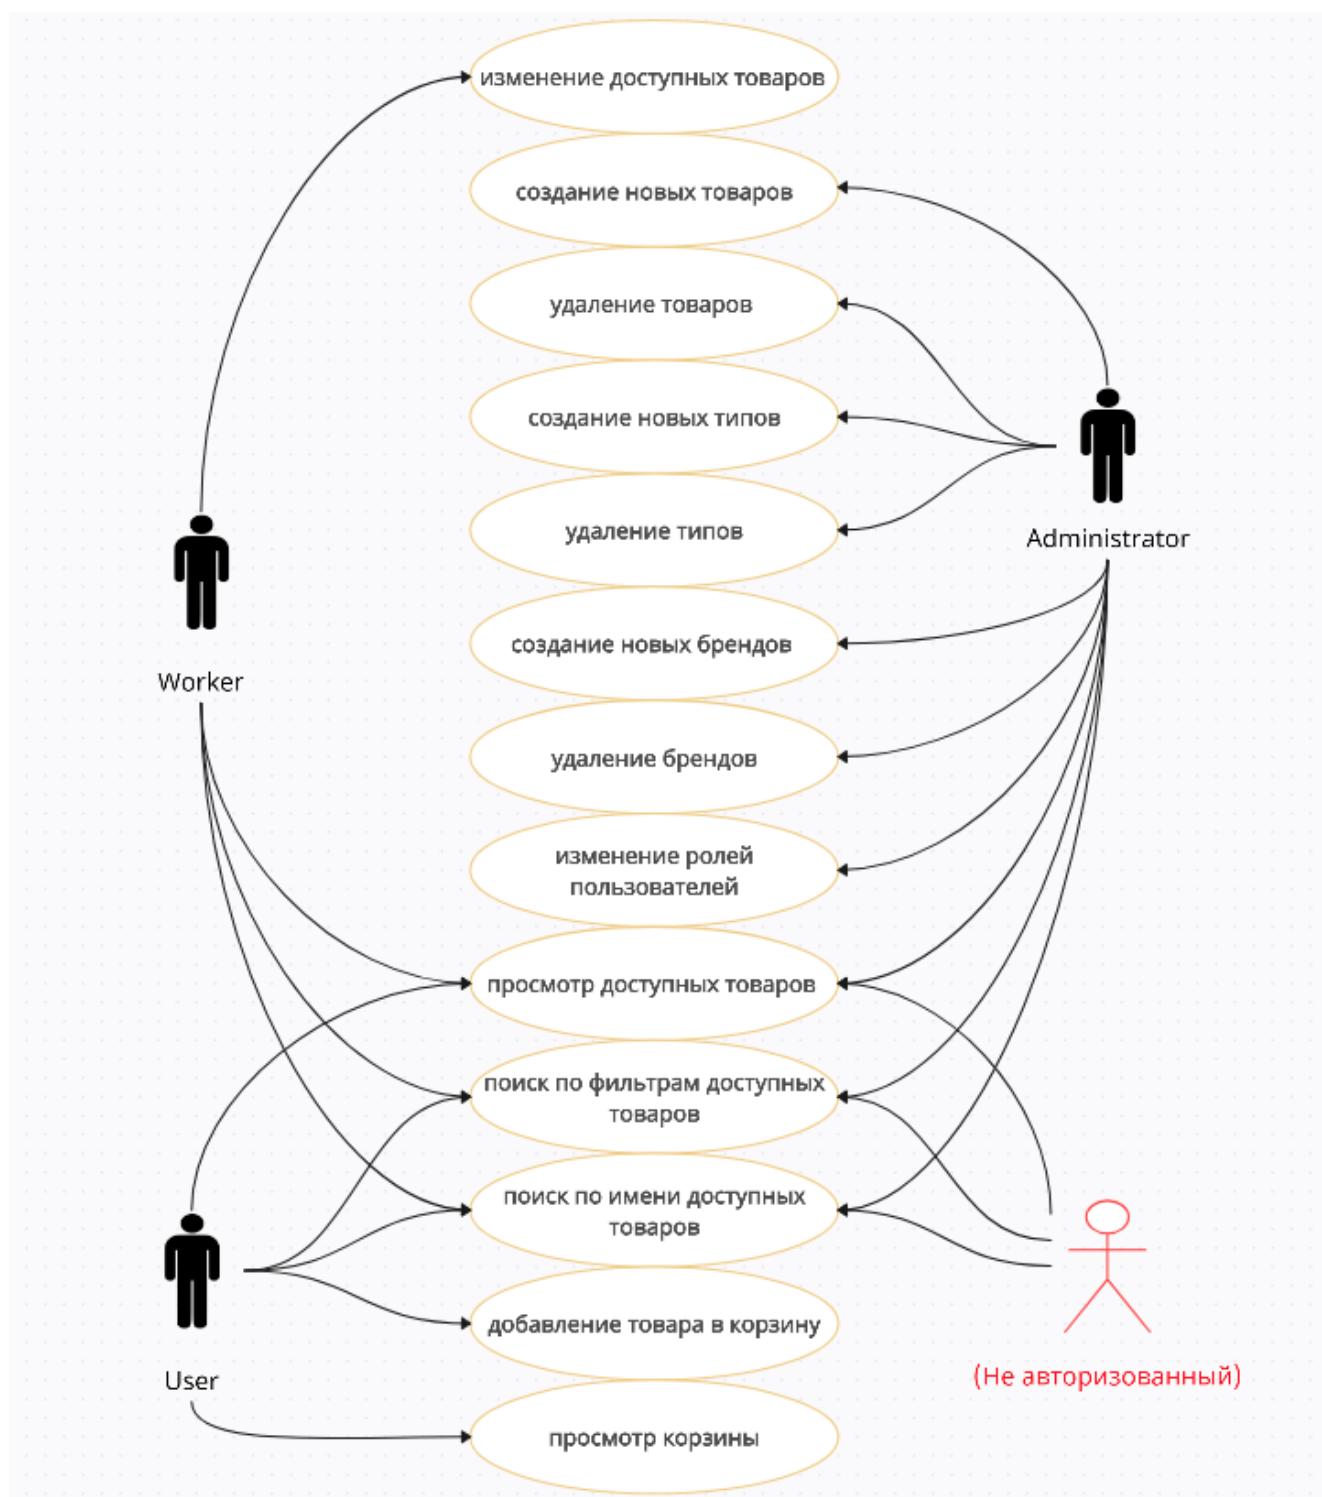 изменение доступных товаров
создание новых товаров
удаление товаров
создание новых типов
удаление типов
Administrator
создание новых брендов
Worker
удаление брендов
изменение ролей
пользователей
просмотр доступных товаров
поиск по фильтрам доступных
товаров
поиск по имени доступных
товаров
добавление товара в корзину
(Не авторизованный)
User
просмотр корзины